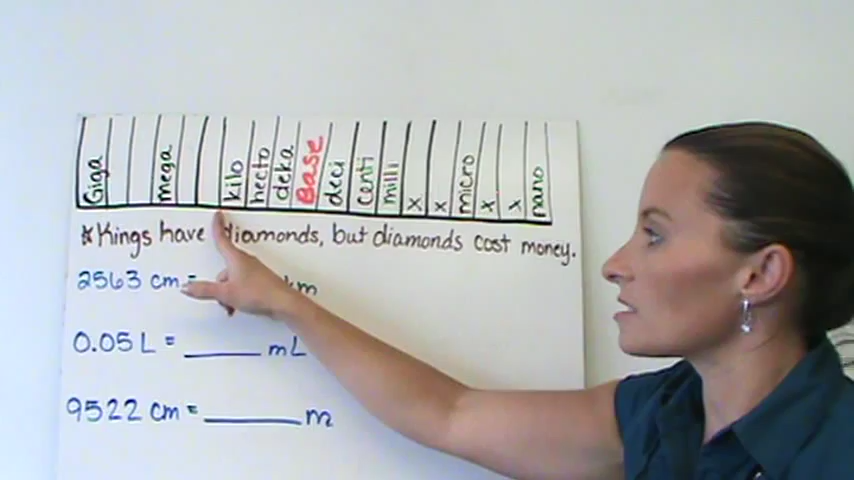 Giga mega kilo hecto deka Base deci centi milli x x micro x x nano
* Kings have diamonds, but diamonds cost money.
2563 cm = km
0.05 L = ______ mL
9522 cm = ______ m